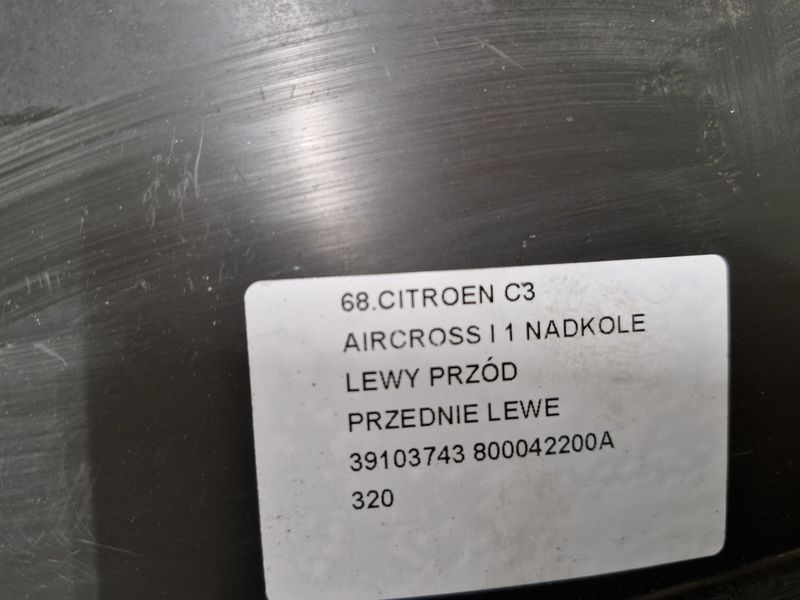 68.CITROEN C3
AIRCROSS I 1 NADKOLE
LEWY PRZÓD
PRZEDNIE LEWE
39103743 800042200A
320